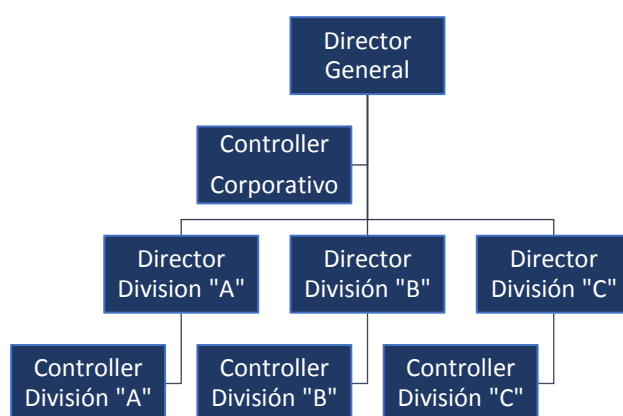 Director
General
Controller
Corporativo
Director
Division "A"
Director
División "B"
Director
División "C"
Controller
División "A"
Controller
División "B"
Controller
División "C"